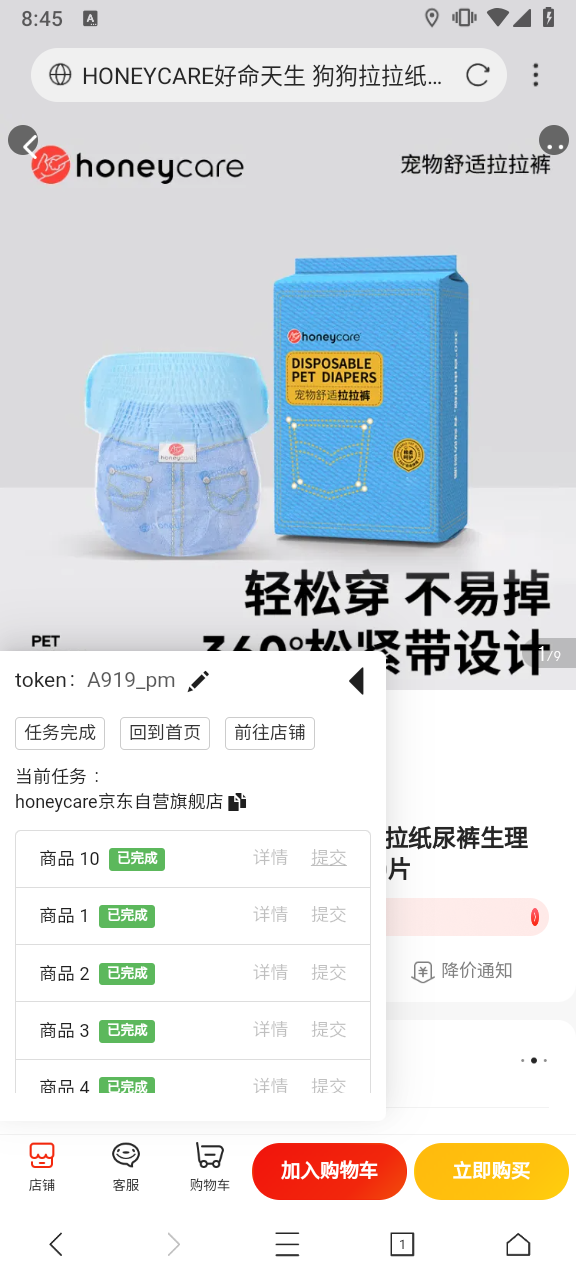 8:45
A
HONEYCARE好命天生 狗狗拉拉纸...
honeycare
宠物舒适拉拉裤
honeycare
DISPOSABLE
PET DIAPERS
宠物舒适拉拉裤
honeycare
轻松穿 不易掉
PET
360°松紧带设计
1/9
token: A919_pm
任务完成
回到首页
前往店铺
当前任务：
honeycare京东自营旗舰店
商品 10 已完成 详情 提交
商品 1 已完成 详情 提交
商品 2 已完成 详情 提交
商品 3 已完成 详情 提交
商品 4 已完成 详情 提交
拉纸尿裤生理
片
降价通知
店铺
客服
购物车
加入购物车
立即购买
1